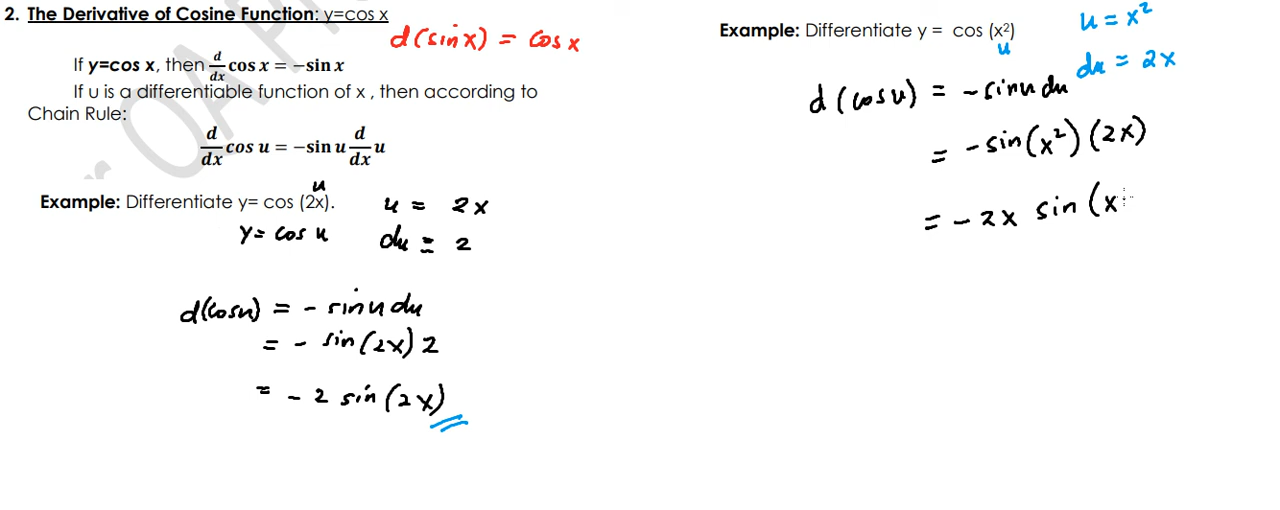 2. The Derivative of Cosine Function: y=cos x
d(sin x) = cos x
If y=cos x, then d/dx cos x = −sin x
If u is a differentiable function of x , then according to
Chain Rule:
d/dx cos u = −sin u d/dx u
u
Example: Differentiate y= cos (2x).
u = 2x
y= cos u
du = 2
d(cosu) = - sin u du
= - sin(2x) 2
= - 2 sin(2x)
Example: Differentiate y = cos (x²)
u
u = x²
du = 2x
d(cosu) = - sinu du
= - sin(x²) (2x)
= - 2x sin (x